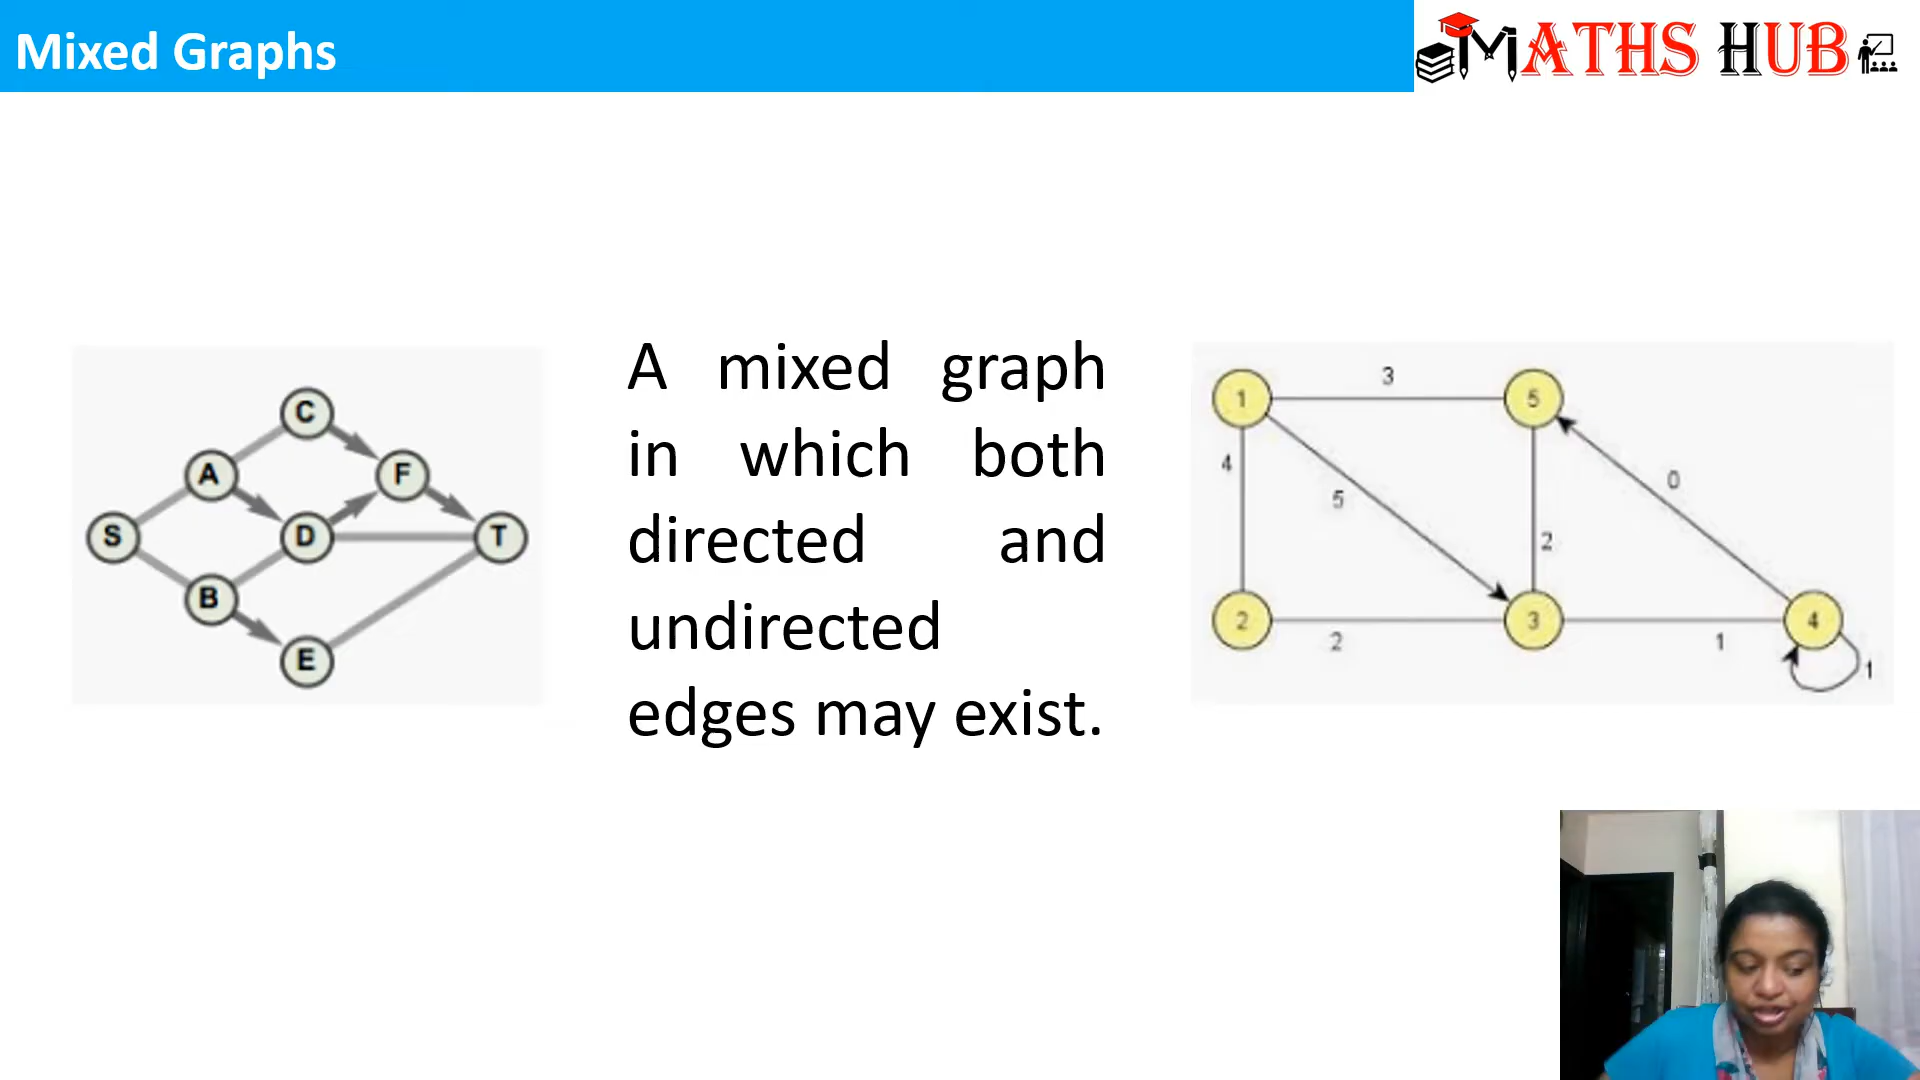 Mixed Graphs
MATHS HUB
C
A
F
S
D
T
B
E
A mixed graph
in which both
directed and
undirected
edges may exist.
3
1
5
4
5
0
2
2
3
4
2
1
1